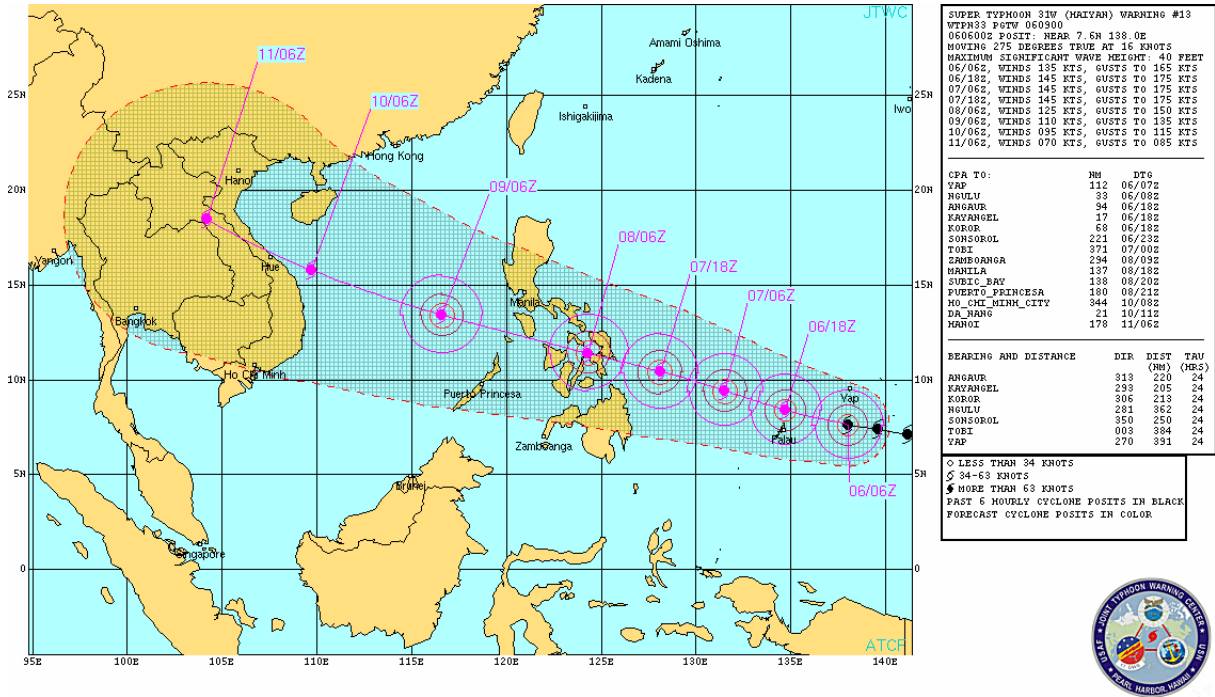 JTWC
11/06Z
Amami Oshima
Kadena
25N
25N
10/06Z
Iwo
Ishigakijima
Hong Kong
Hanoi
20N
20N
09/06Z
08/06Z
Yangon
Hue
07/18Z
15N
15N
Manila
07/06Z
Bangkok
06/18Z
Ho Chi Minh
10N
10N
Puerto Princesa
Yap
Palau
Zamboanga
5N
5N
Brunei
06/06Z
Singapore
0
0
ATCF
95E
100E
105E
110E
115E
120E
125E
130E
135E
140E
SUPER TYPHOON 31W (HAIYAN) WARNING #13
WTPN33 PGTW 060900
060600Z POSIT: NEAR 7.6N 138.0E
MOVING 275 DEGREES TRUE AT 16 KNOTS
MAXIMUM SIGNIFICANT WAVE HEIGHT: 40 FEET
06/06Z, WINDS 135 KTS, GUSTS TO 165 KTS
06/18Z, WINDS 145 KTS, GUSTS TO 175 KTS
07/06Z, WINDS 145 KTS, GUSTS TO 175 KTS
07/18Z, WINDS 145 KTS, GUSTS TO 175 KTS
08/06Z, WINDS 125 KTS, GUSTS TO 150 KTS
09/06Z, WINDS 110 KTS, GUSTS TO 135 KTS
10/06Z, WINDS 095 KTS, GUSTS TO 115 KTS
11/06Z, WINDS 070 KTS, GUSTS TO 085 KTS
CPA TO: NM DTG
YAP 112 06/07Z
NGULU 33 06/08Z
ANGAUR 94 06/18Z
KAYANGEL 17 06/18Z
KOROR 68 06/18Z
SONSOROL 221 06/23Z
TOBI 371 07/00Z
ZAMBOANGA 294 08/09Z
MANILA 137 08/18Z
SUBIC_BAY 138 08/20Z
PUERTO_PRINCESA 180 08/21Z
HO_CHI_MINH_CITY 344 10/08Z
DA_NANG 21 10/11Z
HANOI 178 11/06Z
BEARING AND DISTANCE DIR DIST TAU
(NM) (HRS)
ANGAUR 313 220 24
KAYANGEL 293 205 24
KOROR 306 213 24
NGULU 281 362 24
SONSOROL 350 250 24
TOBI 003 384 24
YAP 270 391 24
LESS THAN 34 KNOTS
34-63 KNOTS
MORE THAN 63 KNOTS
PAST 6 HOURLY CYCLONE POSITS IN BLACK
FORECAST CYCLONE POSITS IN COLOR
JOINT TYPHOON WARNING CENTER
USAF
USN
PEARL HARBOR, HAWAII